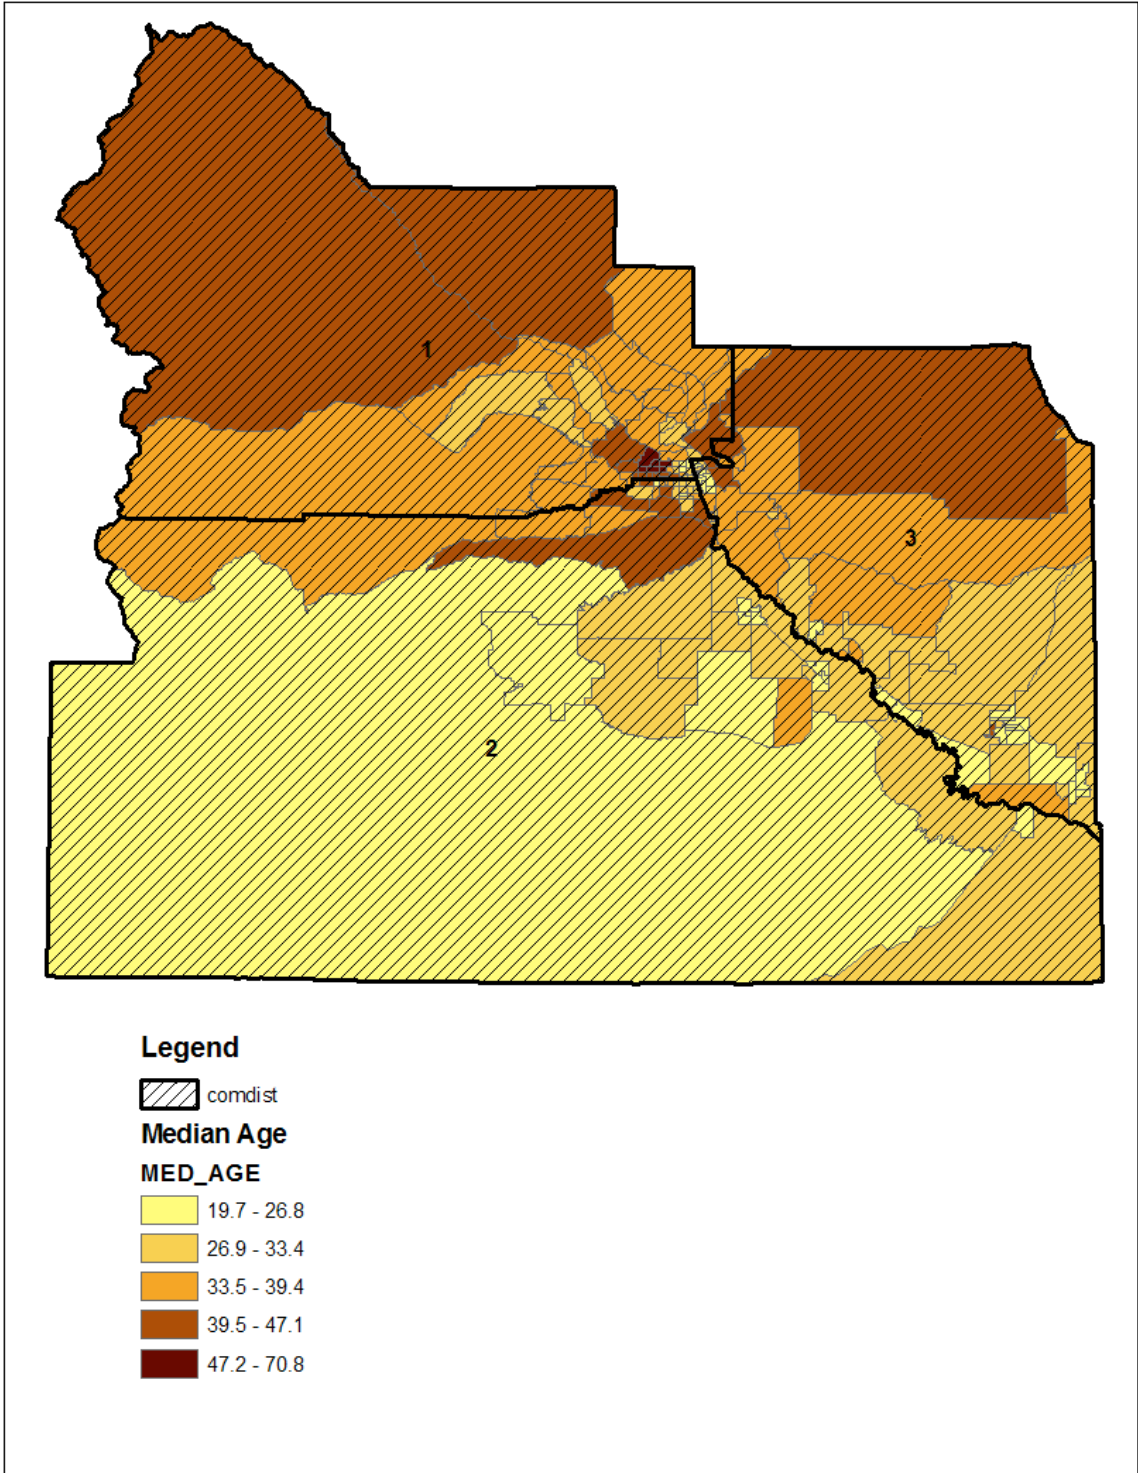 1
3
2
Legend
comdist
Median Age
MED_AGE
19.7 - 26.8
26.9 - 33.4
33.5 - 39.4
39.5 - 47.1
47.2 - 70.8